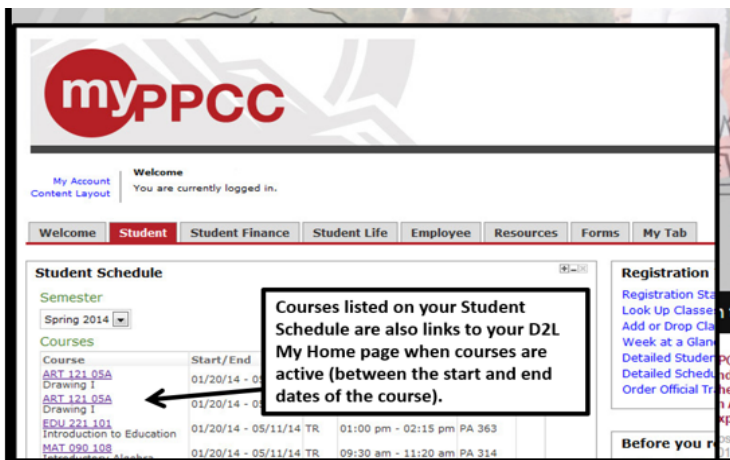 myPPCC
My Account
Content Layout
Welcome
You are currently logged in.
Welcome Student Student Finance Student Life Employee Resources Forms My Tab
Student Schedule
Semester
Spring 2014
Courses
Course Start/End
ART 121 05A
Drawing I
01/20/14 - 05
ART 121 05A
Drawing I
01/20/14 - 05
EDU 221 101
Introduction to Education
01/20/14 - 05/11/14 TR 01:00 pm - 02:15 pm PA 363
MAT 090 108
Introductory Algebra
01/20/14 - 05/11/14 TR 09:30 am - 11:20 am PA 314
Courses listed on your Student
Schedule are also links to your D2L
My Home page when courses are
active (between the start and end
dates of the course).
Registration
Registration Sta
Look Up Classe
Add or Drop Cla
Week at a Glan
Detailed Studen
Detailed Schedu
Order Official Tr
Before you r